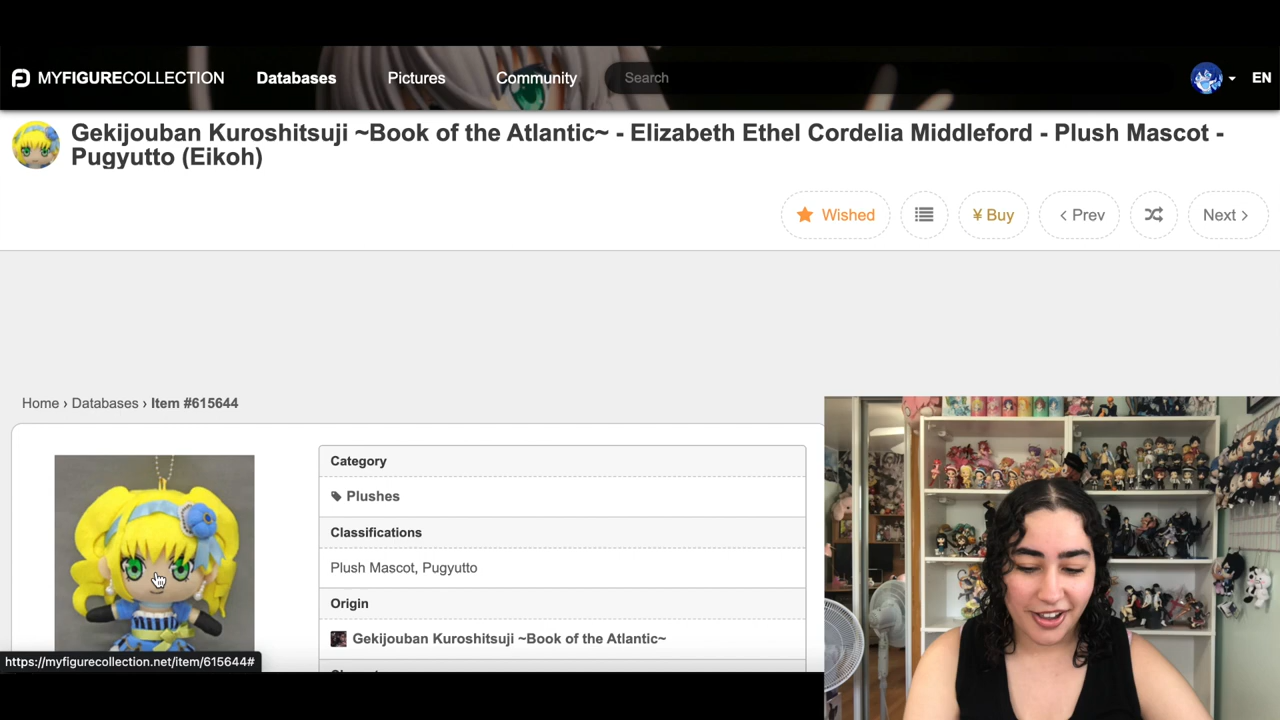 MYFIGURECOLLECTION Databases Pictures Community Search EN
Gekijouban Kuroshitsuji ~Book of the Atlantic~ - Elizabeth Ethel Cordelia Middleford - Plush Mascot -
Pugyutto (Eikoh)
Wished ¥ Buy < Prev Next >
Home › Databases › Item #615644
Category
Plushes
Classifications
Plush Mascot, Pugyutto
Origin
Gekijouban Kuroshitsuji ~Book of the Atlantic~
https://myfigurecollection.net/item/615644#